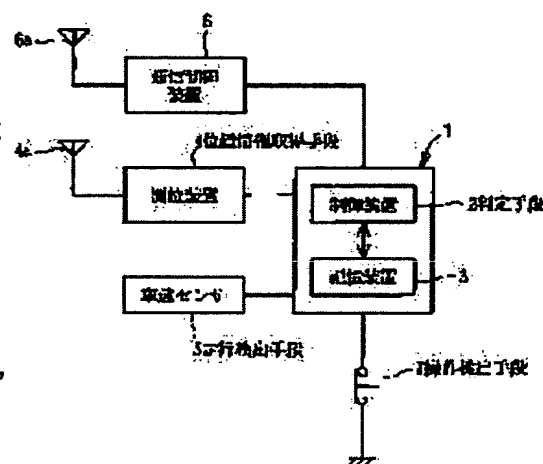 6
6a
装置
4a
4位置情報取得手段
測位装置
1
制御装置
2判定手段
記憶装置
3
車速センサ
5走行検出手段
7操作検出手段